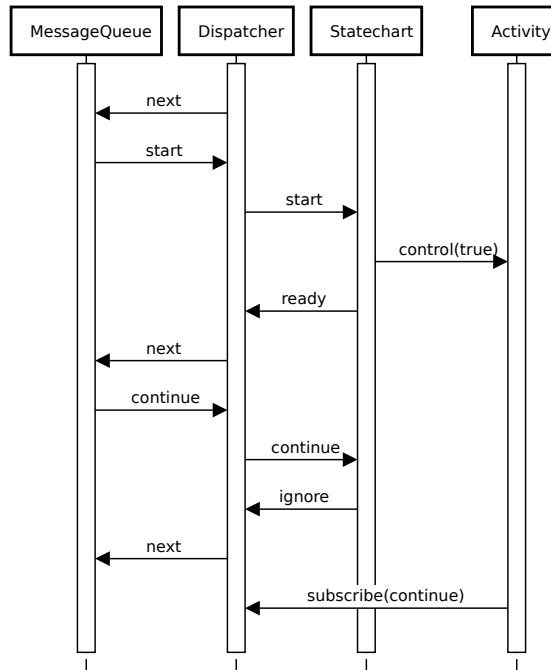 MessageQueue
Dispatcher
Statechart
Activity
next
start
start
control(true)
ready
next
continue
continue
ignore
next
subscribe(continue)